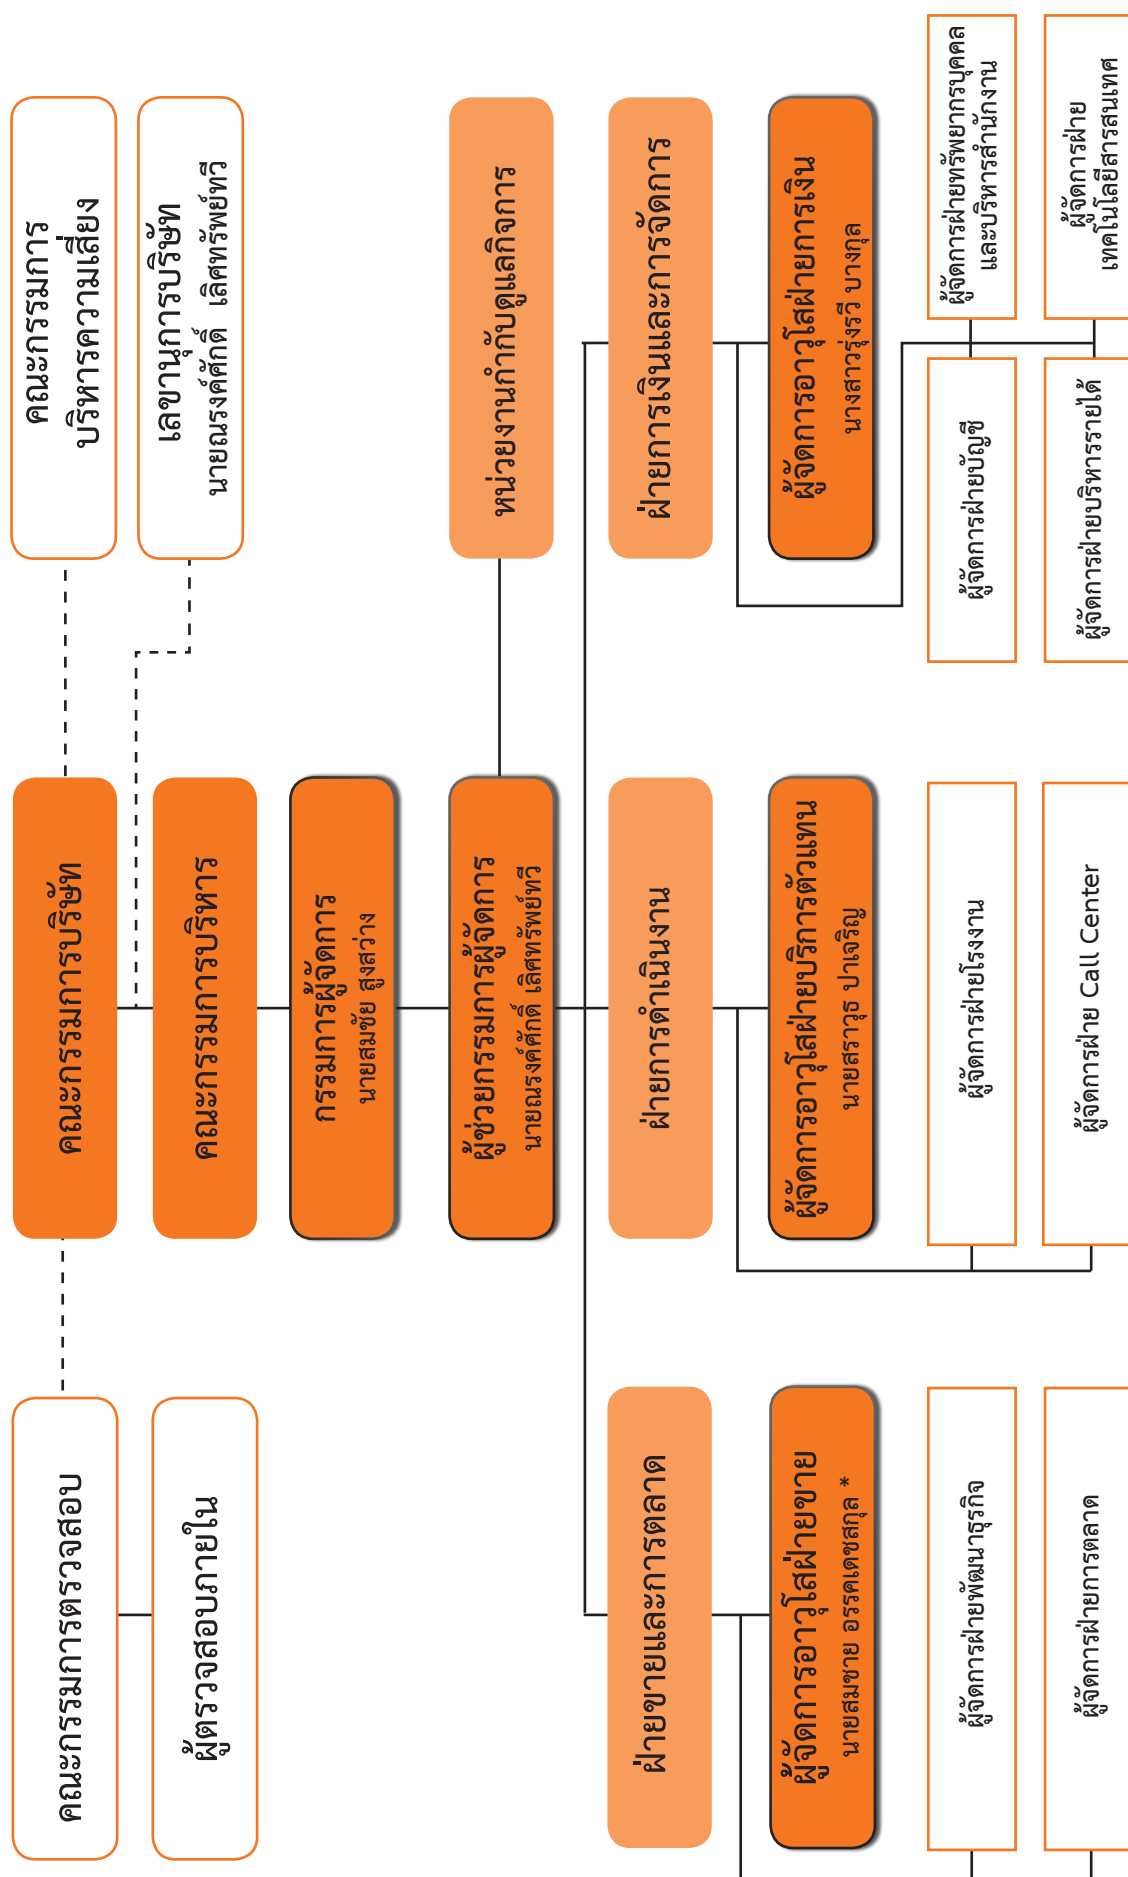 คณะกรรมการ
บริหารความเสี่ยง
เลขานุการบริษัท
นายณรงค์ศักดิ์ เลิศทรัพย์ทวี
คณะกรรมการบริษัท
คณะกรรมการตรวจสอบ
ผู้ตรวจสอบภายใน
คณะกรรมการบริหาร
กรรมการผู้จัดการ
นายสมชัย สูงสว่าง
ผู้ช่วยกรรมการผู้จัดการ
นายณรงค์ศักดิ์ เลิศทรัพย์ทวี
หน่วยงานกำกับดูแลกิจการ
ฝ่ายขายและการตลาด
ฝ่ายการดำเนินงาน
ฝ่ายการเงินและการจัดการ
ผู้จัดการอาวุโสฝ่ายขาย
นายสมชาย อรรคเดชสกุล *
ผู้จัดการอาวุโสฝ่ายบริการตัวแทน
นายสราวุธ ปาเจริญ
ผู้จัดการอาวุโสฝ่ายการเงิน
นางสาวรุ่งรวี บางกุล
ผู้จัดการฝ่ายพัฒนาธุรกิจ
ผู้จัดการฝ่ายโรงงาน
ผู้จัดการฝ่ายบัญชี
ผู้จัดการฝ่ายทรัพยากรบุคคล
และบริหารสำนักงาน
ผู้จัดการฝ่ายการตลาด
ผู้จัดการฝ่าย Call Center
ผู้จัดการฝ่ายบริหารรายได้
ผู้จัดการฝ่าย
เทคโนโลยีสารสนเทศ